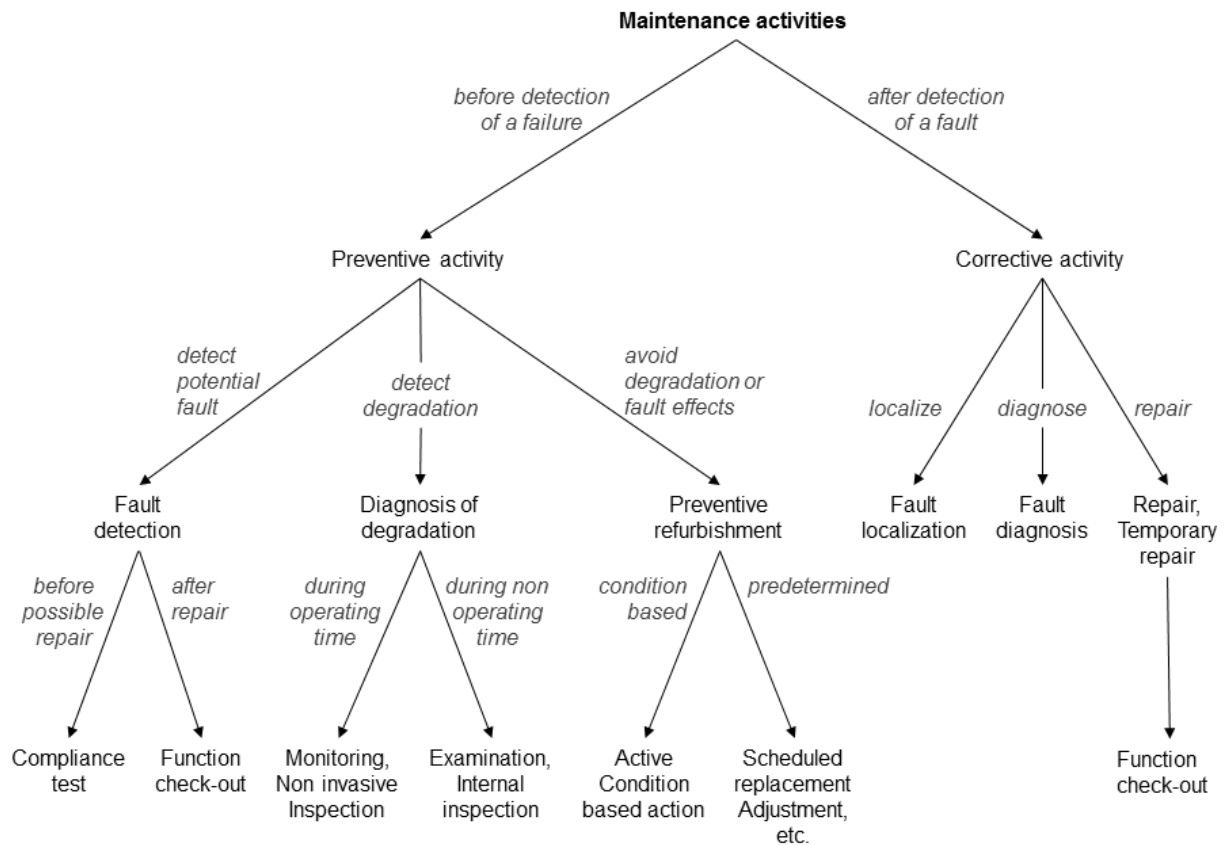 Maintenance activities
before detection
of a failure
after detection
of a fault
Preventive activity
Corrective activity
detect
potential
fault
detect
degradation
avoid
degradation or
fault effects
localize
diagnose
repair
Fault
detection
Diagnosis of
degradation
Preventive
refurbishment
Fault
localization
Fault
diagnosis
Repair,
Temporary
repair
before
possible
repair
after
repair
during
operating
time
during non
operating
time
condition
based
predetermined
Compliance
test
Function
check-out
Monitoring,
Non invasive
Inspection
Examination,
Internal
inspection
Active
Condition
based action
Scheduled
replacement
Adjustment,
etc.
Function
check-out